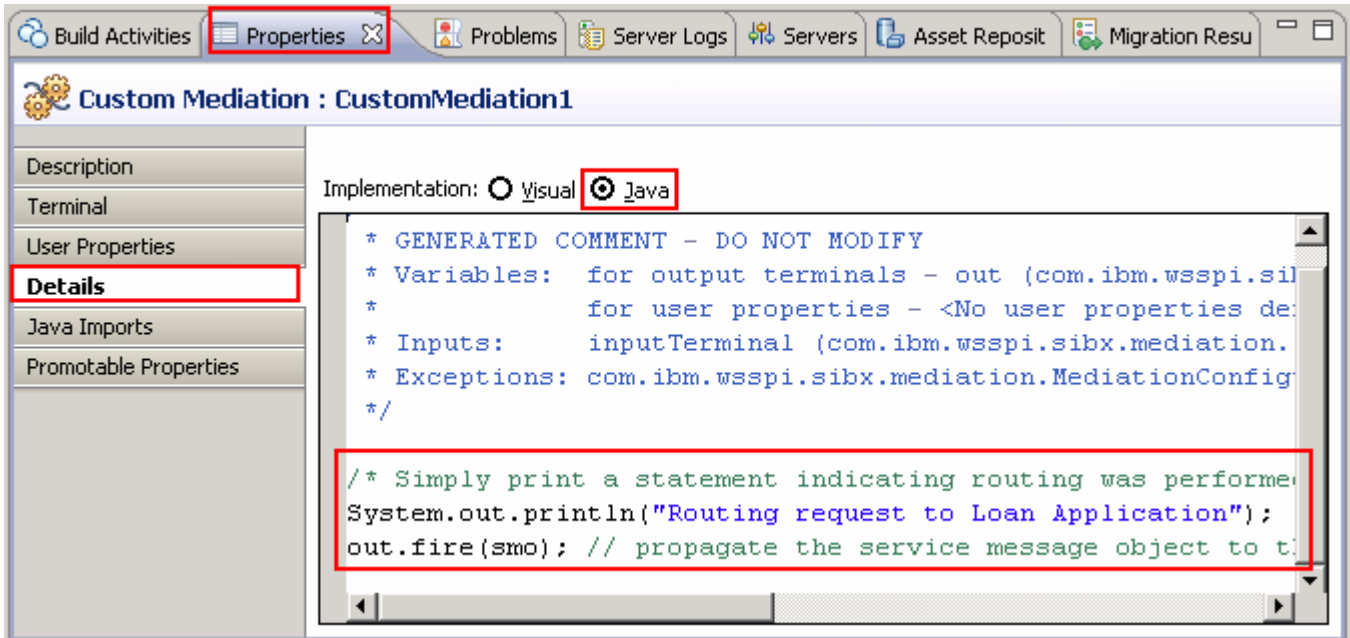 Build Activities Properties Problems Server Logs Servers Asset Reposit Migration Resu
Custom Mediation : CustomMediation1
Description
Terminal
User Properties
Details
Java Imports
Promotable Properties
Implementation: Visual Java
* GENERATED COMMENT - DO NOT MODIFY
* Variables: for output terminals - out (com.ibm.wsspi.sib
* for user properties - <No user properties de
* Inputs: inputTerminal (com.ibm.wsspi.sibx.mediation.
* Exceptions: com.ibm.wsspi.sibx.mediation.MediationConfig
*/
/* Simply print a statement indicating routing was performe
System.out.println("Routing request to Loan Application");
out.fire(smo); // propagate the service message object to t